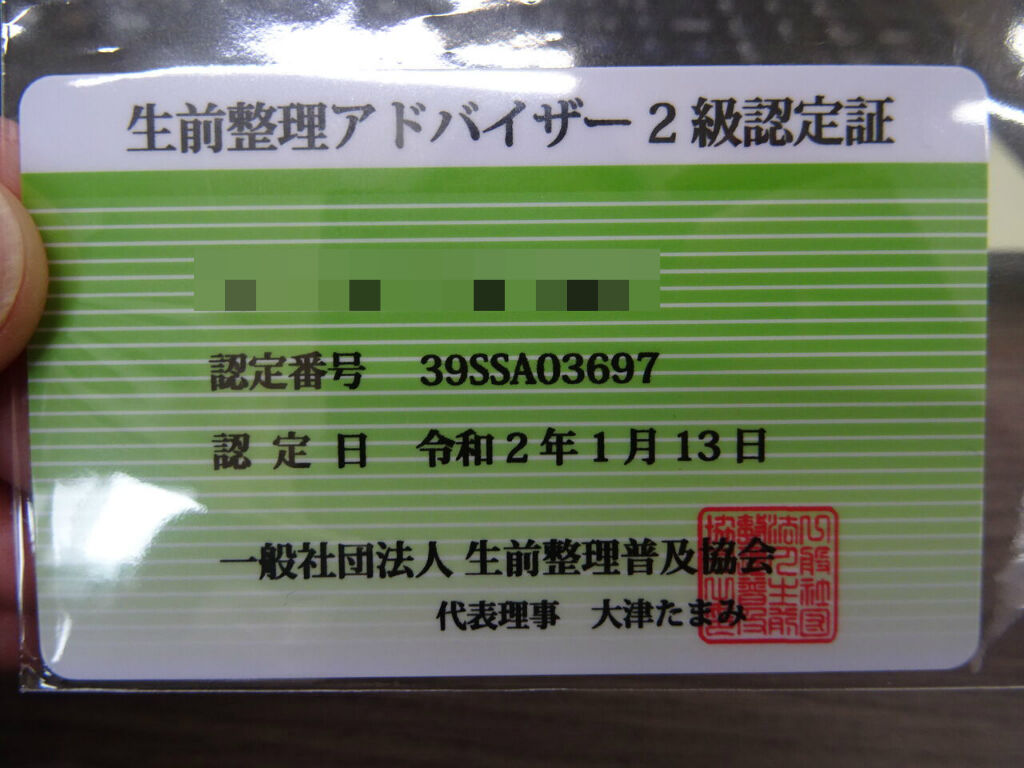 生前整理アドバイザー2級認定証
認定番号 39SSA03697
認定日 令和2年1月13日
一般社団法人 生前整理普及協会
代表理事 大津たまみ